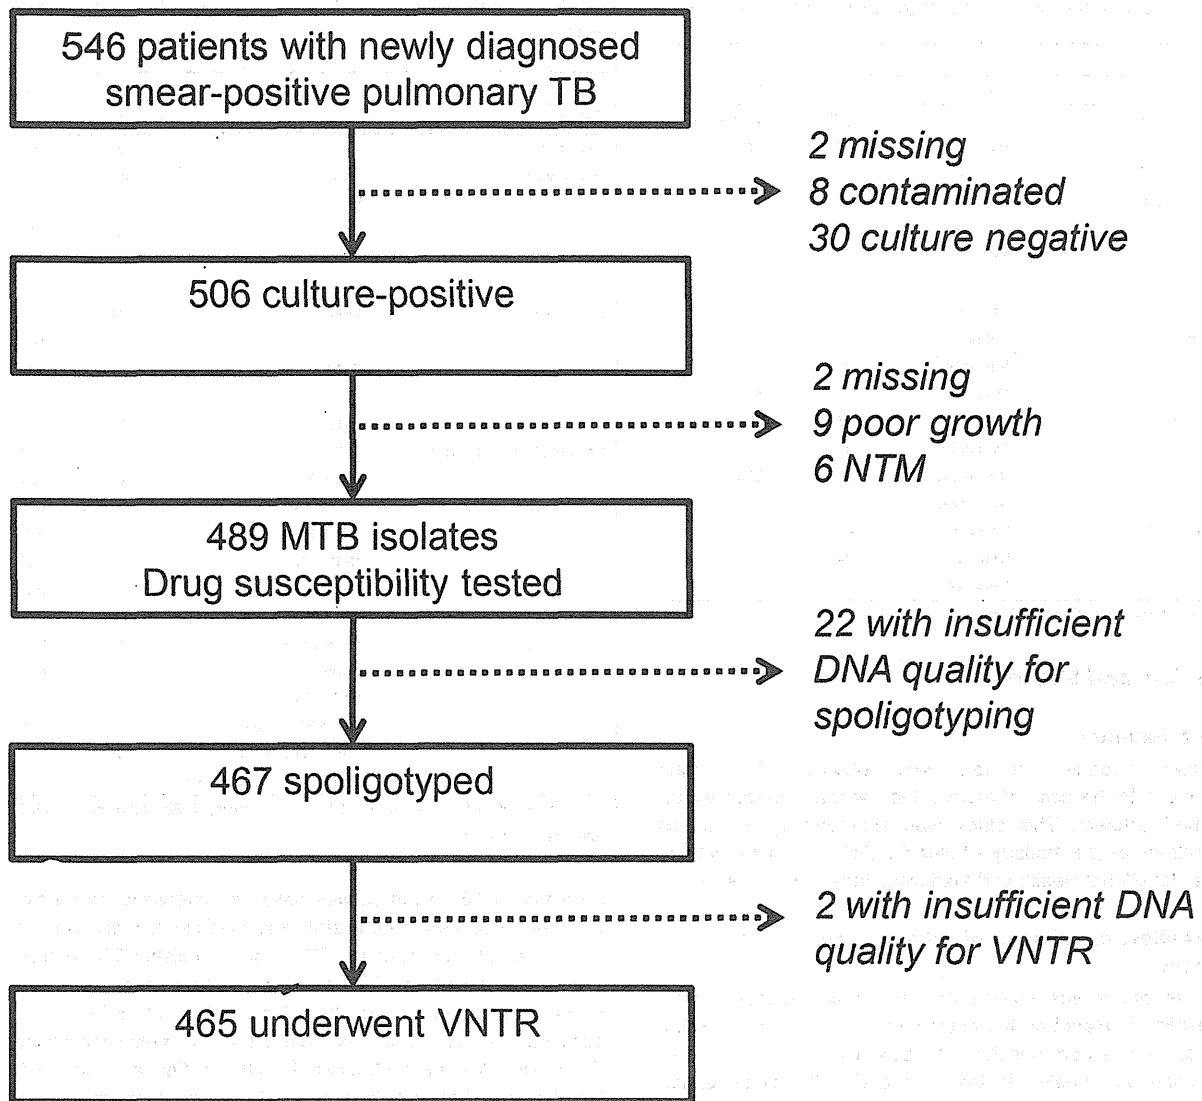 546 patients with newly diagnosed
smear-positive pulmonary TB
2 missing
8 contaminated
30 culture negative
506 culture-positive
2 missing
9 poor growth
6 NTM
489 MTB isolates
Drug susceptibility tested
22 with insufficient
DNA quality for
spoligotyping
467 spoligotyped
2 with insufficient DNA
quality for VNTR
465 underwent VNTR